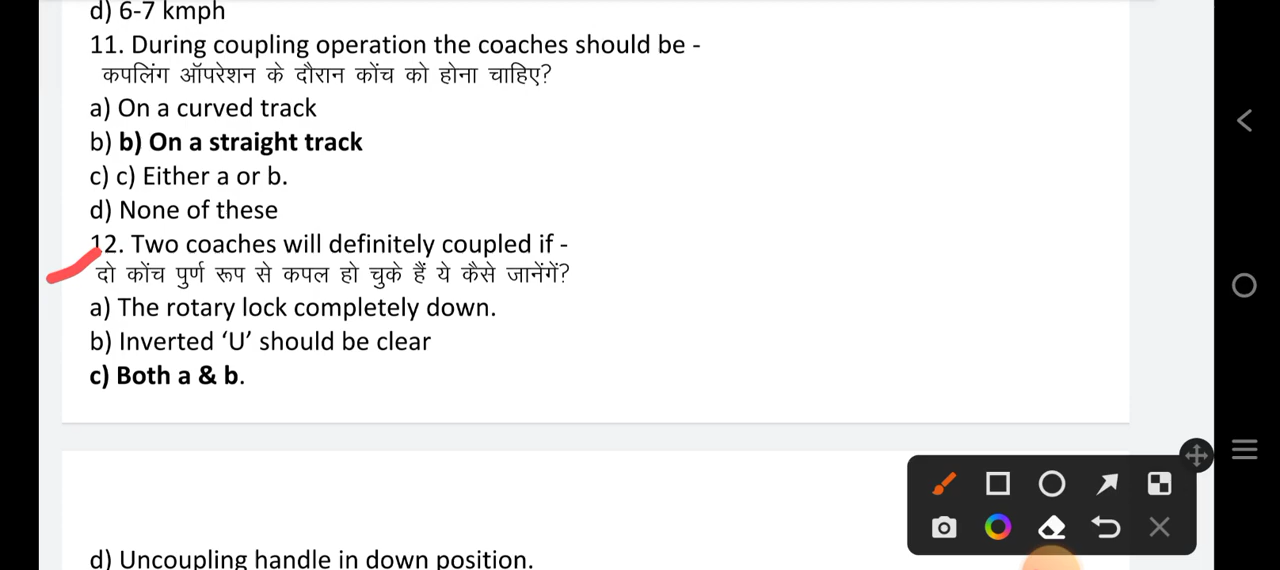 d) 6-7 kmph
11. During coupling operation the coaches should be -
कपलिंग ऑपरेशन के दौरान कोंच को होना चाहिए?
a) On a curved track
b) b) On a straight track
c) c) Either a or b.
d) None of these
12. Two coaches will definitely coupled if -
दो कोंच पुर्ण रूप से कपल हो चुके हैं ये कैसे जानेंगें?
a) The rotary lock completely down.
b) Inverted ‘U’ should be clear
c) Both a & b.
d) Uncoupling handle in down position.